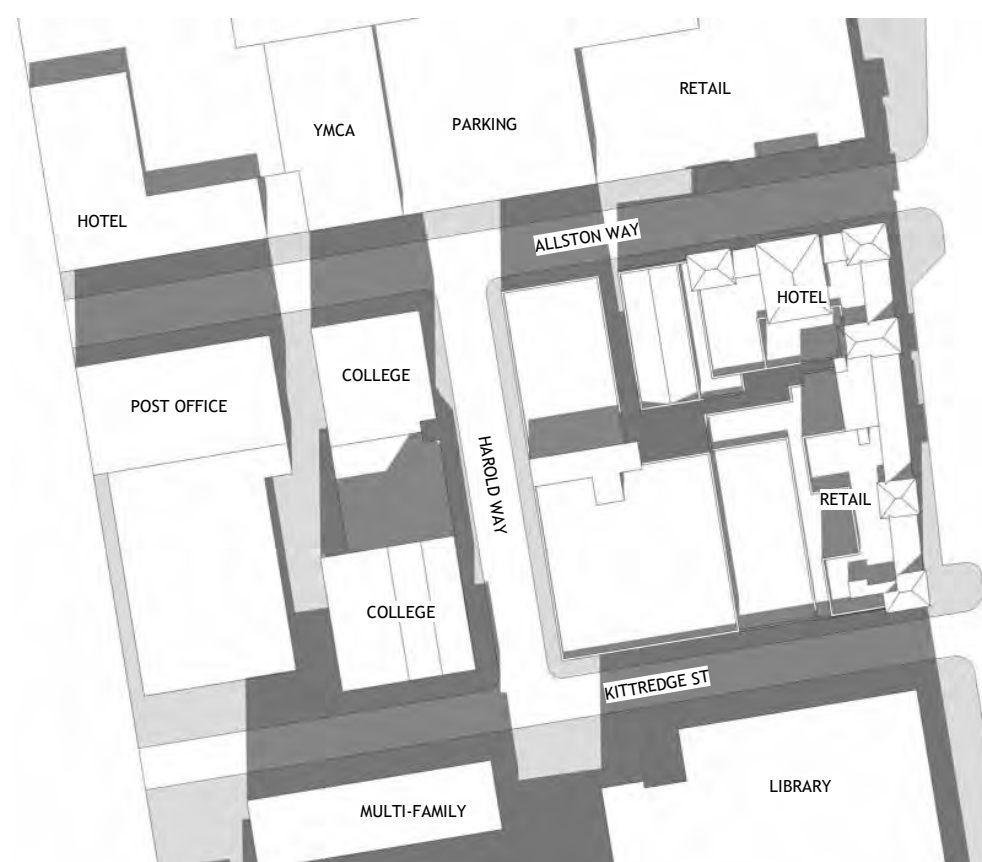 RETAIL
YMCA
PARKING
HOTEL
ALLSTON WAY
HOTEL
COLLEGE
POST OFFICE
HAROLD WAY
RETAIL
COLLEGE
KITTREDGE ST
LIBRARY
MULTI-FAMILY